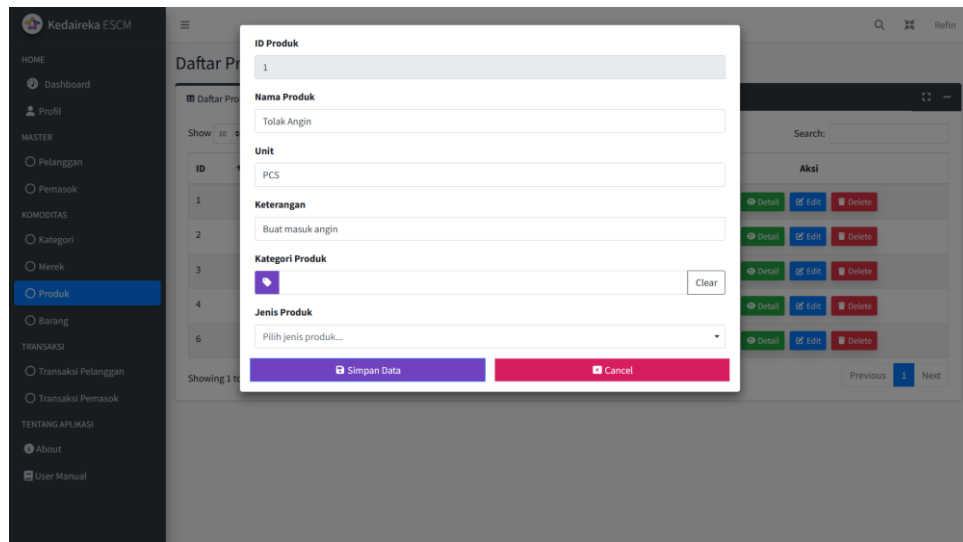 Kedaireka ESCM
Refin
HOME
Dashboard
Profil
MASTER
Pelanggan
Pemasok
KOMODITAS
Kategori
Merek
Produk
Barang
TRANSAKSI
Transaksi Pelanggan
Transaksi Pemasok
TENTANG APLIKASI
About
User Manual
Daftar Pr
Daftar Pro
Show 10
Search:
ID Aksi
1 Detail Edit Delete
2 Detail Edit Delete
3 Detail Edit Delete
4 Detail Edit Delete
6 Detail Edit Delete
Showing 1 to
Previous 1 Next
ID Produk
1
Nama Produk
Tolak Angin
Unit
PCS
Keterangan
Buat masuk angin
Kategori Produk
Clear
Jenis Produk
Pilih jenis produk...
Simpan Data Cancel